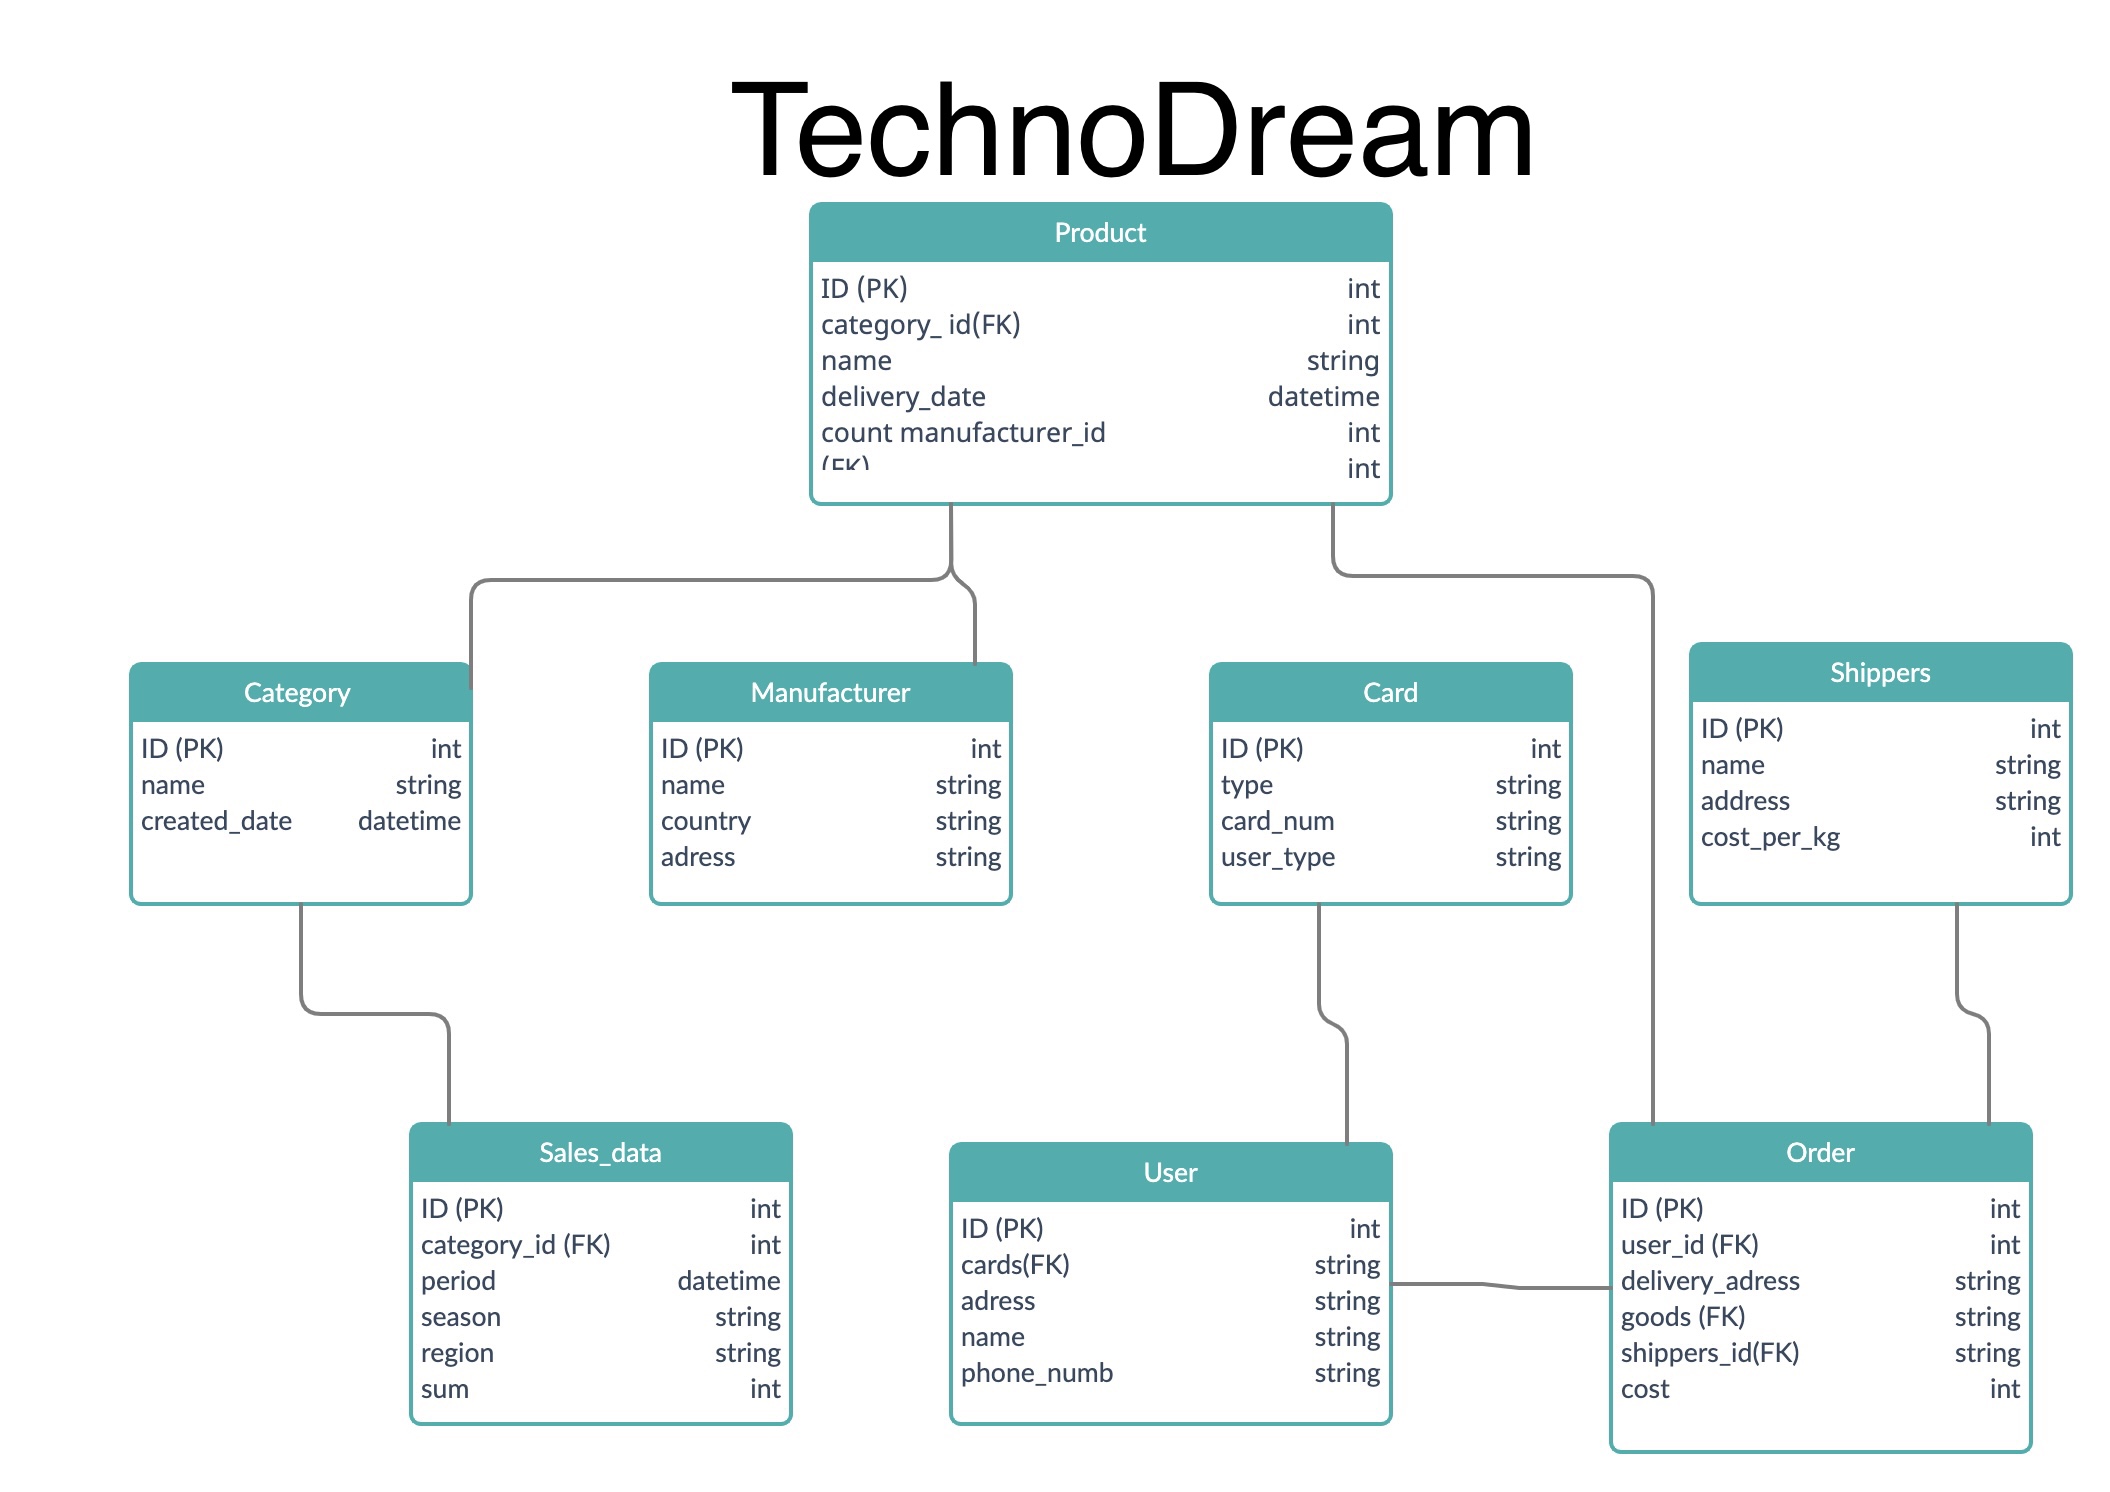 TechnoDream
Product
ID (PK) int
category_ id(FK) int
name string
delivery_date datetime
count manufacturer_id int
(FK) int
Category
ID (PK) int
name string
created_date datetime
Manufacturer
ID (PK) int
name string
country string
adress string
Card
ID (PK) int
type string
card_num string
user_type string
Shippers
ID (PK) int
name string
address string
cost_per_kg int
Sales_data
ID (PK) int
category_id (FK) int
period datetime
season string
region string
sum int
User
ID (PK) int
cards(FK) string
adress string
name string
phone_numb string
Order
ID (PK) int
user_id (FK) int
delivery_adress string
goods (FK) string
shippers_id(FK) string
cost int